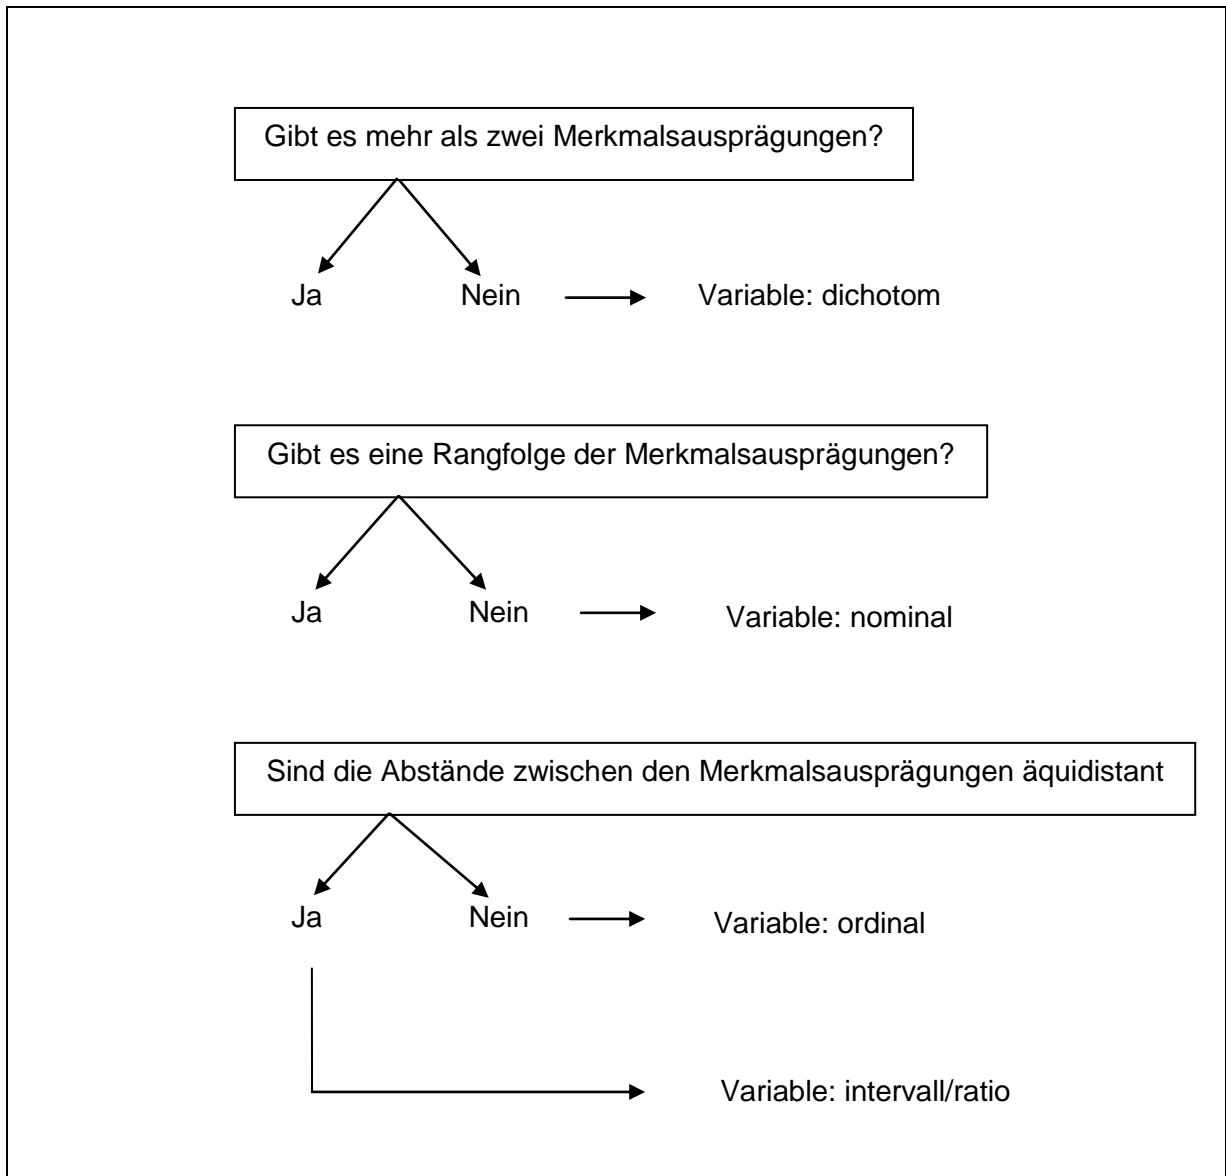 Gibt es mehr als zwei Merkmalsausprägungen?
Ja Nein Variable: dichotom
Gibt es eine Rangfolge der Merkmalsausprägungen?
Ja Nein Variable: nominal
Sind die Abstände zwischen den Merkmalsausprägungen äquidistant
Ja Nein Variable: ordinal
Variable: intervall/ratio